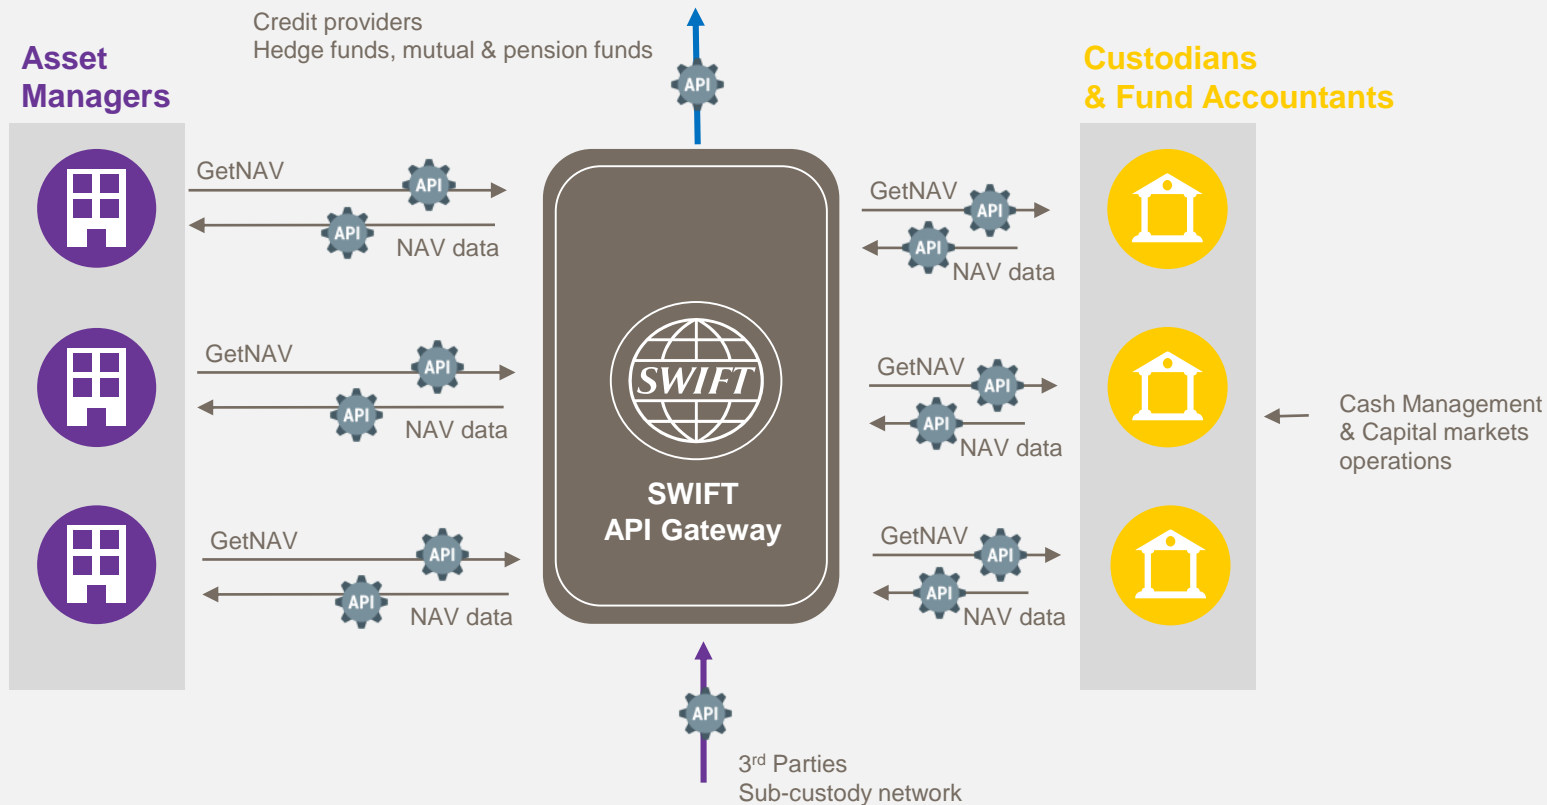 Credit providers
Hedge funds, mutual & pension funds
API
Asset
Managers
Custodians
& Fund Accountants
GetNAV
API
API
NAV data
GetNAV
API
API
NAV data
GetNAV
API
API
NAV data
GetNAV
API
API
NAV data
GetNAV
API
API
NAV data
GetNAV
API
API
NAV data
SWIFT
SWIFT
API Gateway
Cash Management
& Capital markets
operations
API
3rd Parties
Sub-custody network